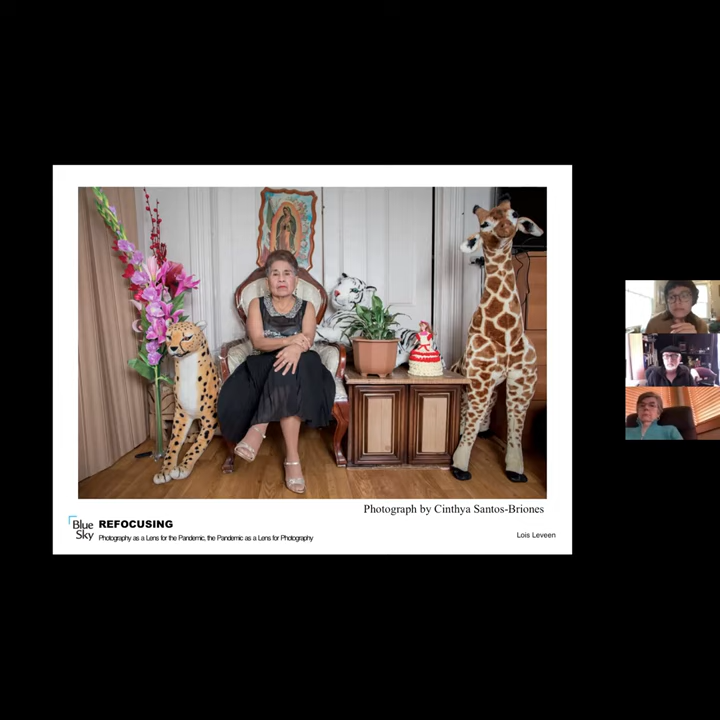 Photograph by Cinthya Santos-Briones
Blue
Sky
REFOCUSING
Photography as a Lens for the Pandemic, the Pandemic as a Lens for Photography
Lois Leveen